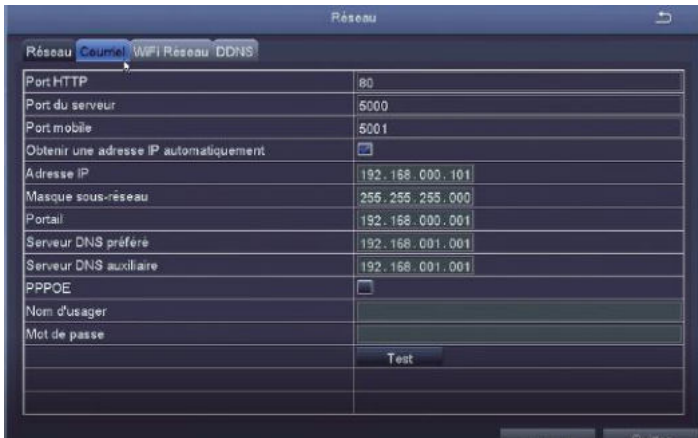 Réseau
Réseau Courriel WiFi Réseau DDNS
Port HTTP 80
Port du serveur 5000
Port mobile 5001
Obtenir une adresse IP automatiquement
Adresse IP 192.168.000.101
Masque sous-réseau 255.255.255.000
Portail 192.168.000.001
Serveur DNS préféré 192.168.001.001
Serveur DNS auxiliaire 192.168.001.001
PPPOE
Nom d'usager
Mot de passe
Test